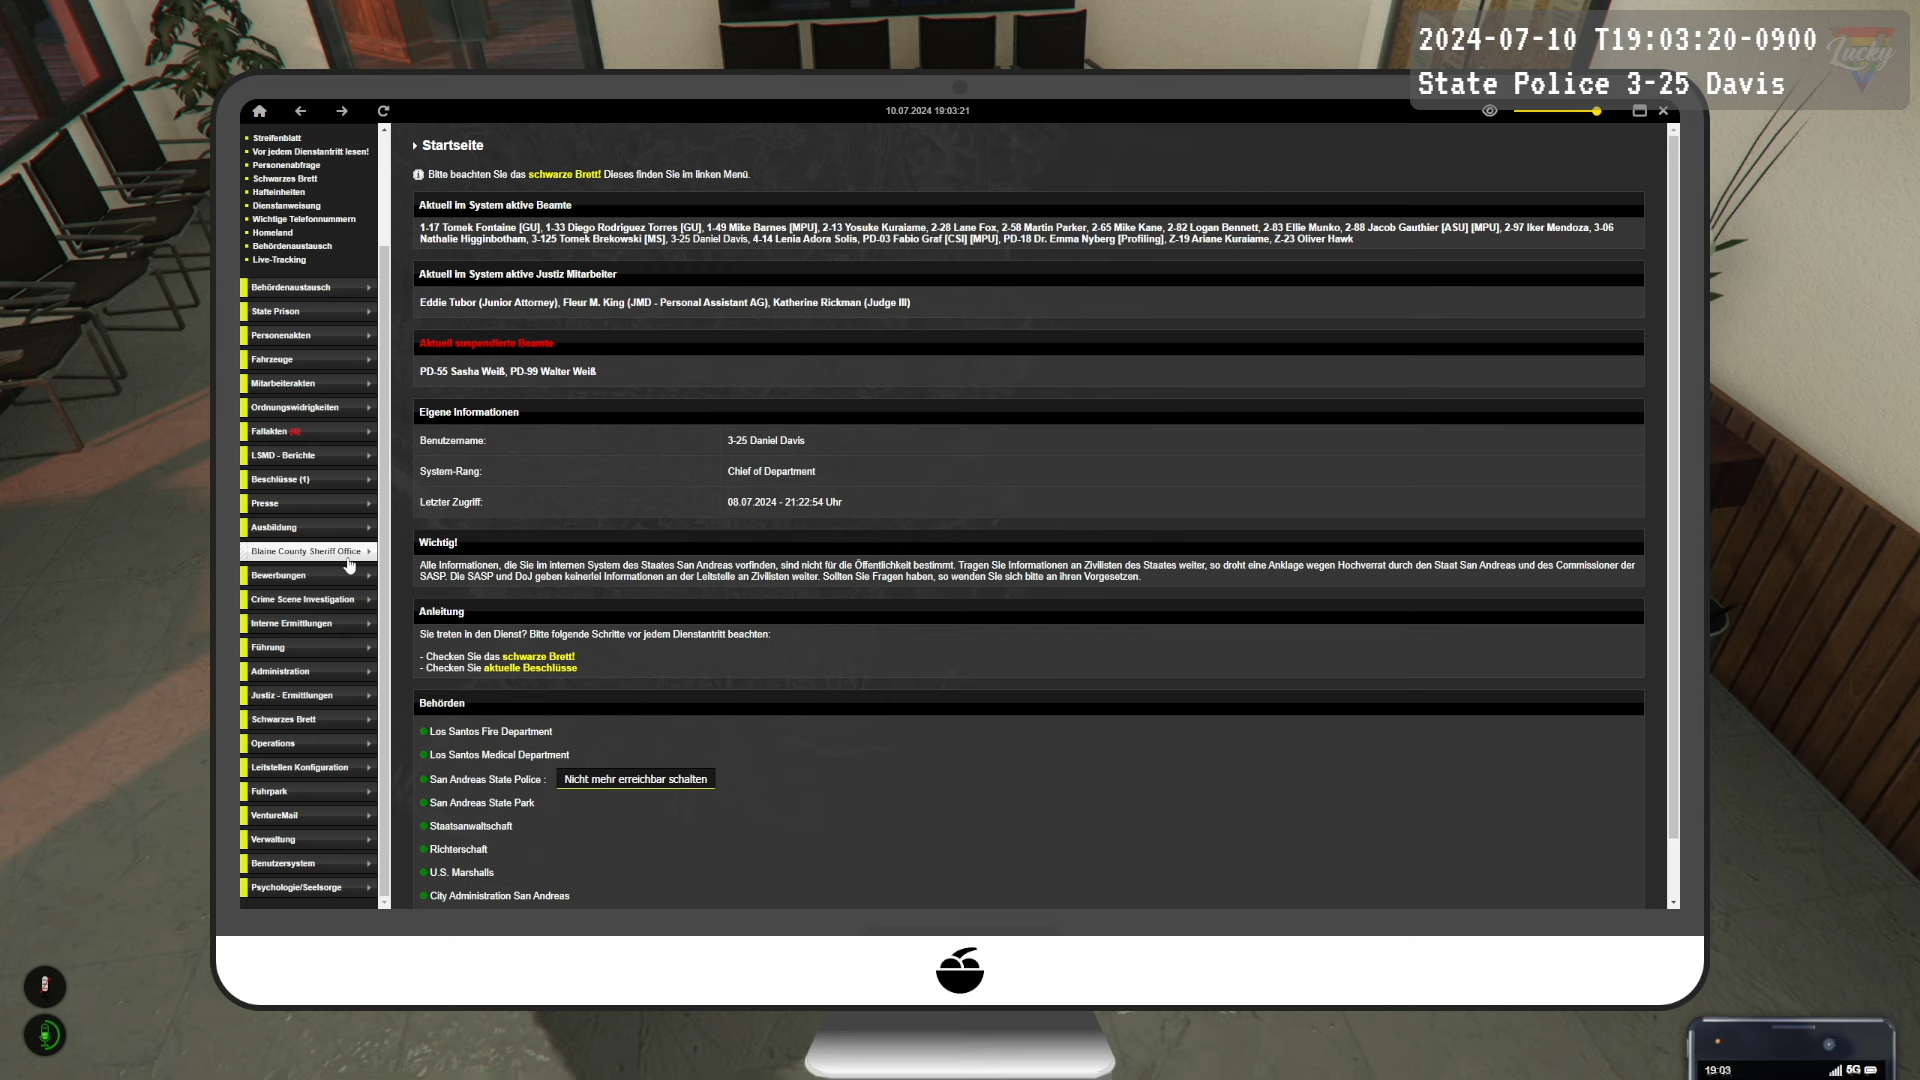 2024-07-10 T19:03:20-0900
Lucky
State Police 3-25 Davis
10.07.2024 19:03:21
Streifenblatt
Vor jedem Dienstantritt lesen!
Personenabfrage
Schwarzes Brett
Hafteinheiten
Dienstanweisung
Wichtige Telefonnummern
Homeland
Behördenaustausch
Live-Tracking
Behördenaustausch
State Prison
Personenakten
Fahrzeuge
Mitarbeiterakten
Ordnungswidrigkeiten
Fallakten
LSMD - Berichte
Beschlüsse (1)
Presse
Ausbildung
Blaine County Sheriff Office
Bewerbungen
Crime Scene Investigation
Interne Ermittlungen
Führung
Administration
Justiz - Ermittlungen
Schwarzes Brett
Operations
Leitstellen Konfiguration
Fuhrpark
VentureMail
Verwaltung
Benutzersystem
Psychologie/Seelsorge
Startseite
Bitte beachten Sie das schwarze Brett! Dieses finden Sie im linken Menü.
Aktuell im System aktive Beamte
1-17 Tomek Fontaine [GU], 1-33 Diego Rodriguez Torres [GU], 1-49 Mike Barnes [MPU], 2-13 Yosuke Kuraiame, 2-28 Lane Fox, 2-58 Martin Parker, 2-65 Mike Kane, 2-82 Logan Bennett, 2-83 Ellie Munko, 2-88 Jacob Gauthier [ASU] [MPU], 2-97 Iker Mendoza, 3-06
Nathalie Higginbotham, 3-125 Tomek Brekowski [MS], 3-25 Daniel Davis, 4-14 Lenia Adora Solis, PD-03 Fabio Graf [CSI] [MPU], PD-18 Dr. Emma Nyberg [Profiling], Z-19 Ariane Kuraiame, Z-23 Oliver Hawk
Aktuell im System aktive Justiz Mitarbeiter
Eddie Tubor (Junior Attorney), Fleur M. King (JMD - Personal Assistant AG), Katherine Rickman (Judge III)
Aktuell suspendierte Beamte
PD-55 Sasha Weiß, PD-99 Walter Weiß
Eigene Informationen
Benutzername: 3-25 Daniel Davis
System-Rang: Chief of Department
Letzter Zugriff: 08.07.2024 - 21:22:54 Uhr
Wichtig!
Alle Informationen, die Sie im internen System des Staates San Andreas vorfinden, sind nicht für die Öffentlichkeit bestimmt. Tragen Sie Informationen an Zivilisten des Staates weiter, so droht eine Anklage wegen Hochverrat durch den Staat San Andreas und des Commissioner der
SASP. Die SASP und DoJ geben keinerlei Informationen an der Leitstelle an Zivilisten weiter. Sollten Sie Fragen haben, so wenden Sie sich bitte an ihren Vorgesetzen.
Anleitung
Sie treten in den Dienst? Bitte folgende Schritte vor jedem Dienstantritt beachten:
- Checken Sie das schwarze Brett!
- Checken Sie aktuelle Beschlüsse
Behörden
Los Santos Fire Department
Los Santos Medical Department
San Andreas State Police : Nicht mehr erreichbar schalten
San Andreas State Park
Staatsanwaltschaft
Richterschaft
U.S. Marshalls
City Administration San Andreas
19:03 5G